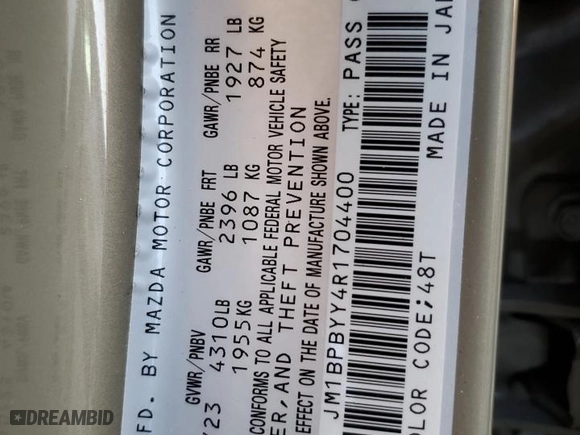 FD. BY MAZDA MOTOR CORPORATION
GVWR/PNBV GAWR/PNBE FRT GAWR/PNBE RR
/23 4310LB 2396 LB 1927 LB
1955KG 1087 KG 874 KG
CONFORMS TO ALL APPLICABLE FEDERAL MOTOR VEHICLE SAFETY
ER,AND THEFT PREVENTION
EFFECT ON THE DATE OF MANUFACTURE SHOWN ABOVE.
JM1BPBYY4R1704400 TYPE: PASS
OLOR CODE;48T MADE IN JA
DREAMBID